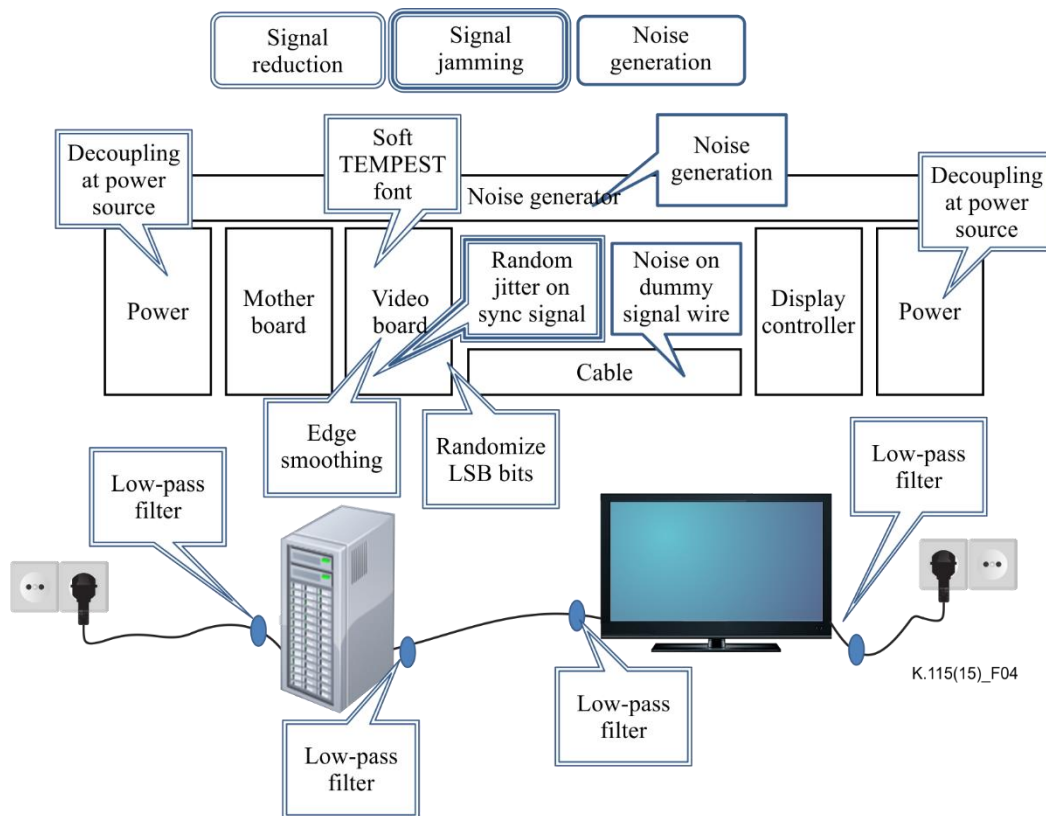 Signal
reduction
Signal
jamming
Noise
generation
Decoupling
at power
source
Soft
TEMPEST
font
Noise
generation
Decoupling
at power
source
Noise generator
Power
Mother
board
Video
board
Random
jitter on
sync signal
Noise on
dummy
signal wire
Display
controller
Power
Cable
Edge
smoothing
Randomize
LSB bits
Low-pass
filter
Low-pass
filter
Low-pass
filter
Low-pass
filter
K.115(15)_F04